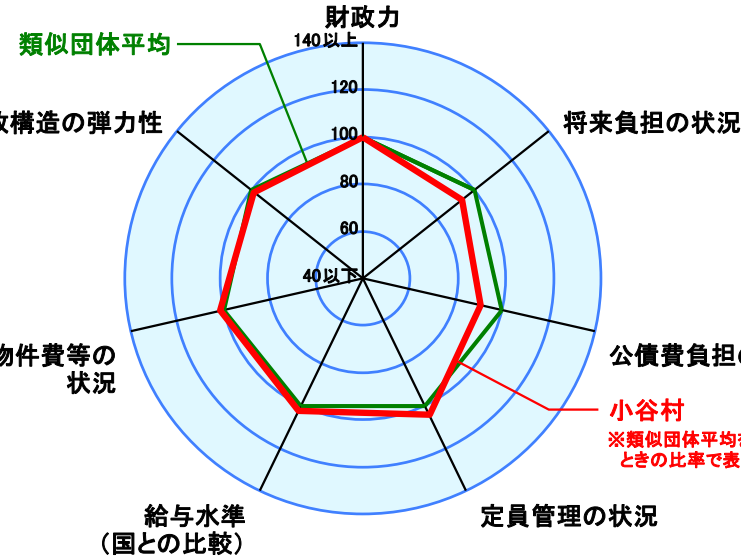 財政力
140以上
類似団体平均
120
構造の弾力性
将来負担の状況
100
80
60
40以下
物件費等の
状況
公債費負担の
小谷村
※類似団体平均を
ときの比率で表
給与水準
（国との比較）
定員管理の状況